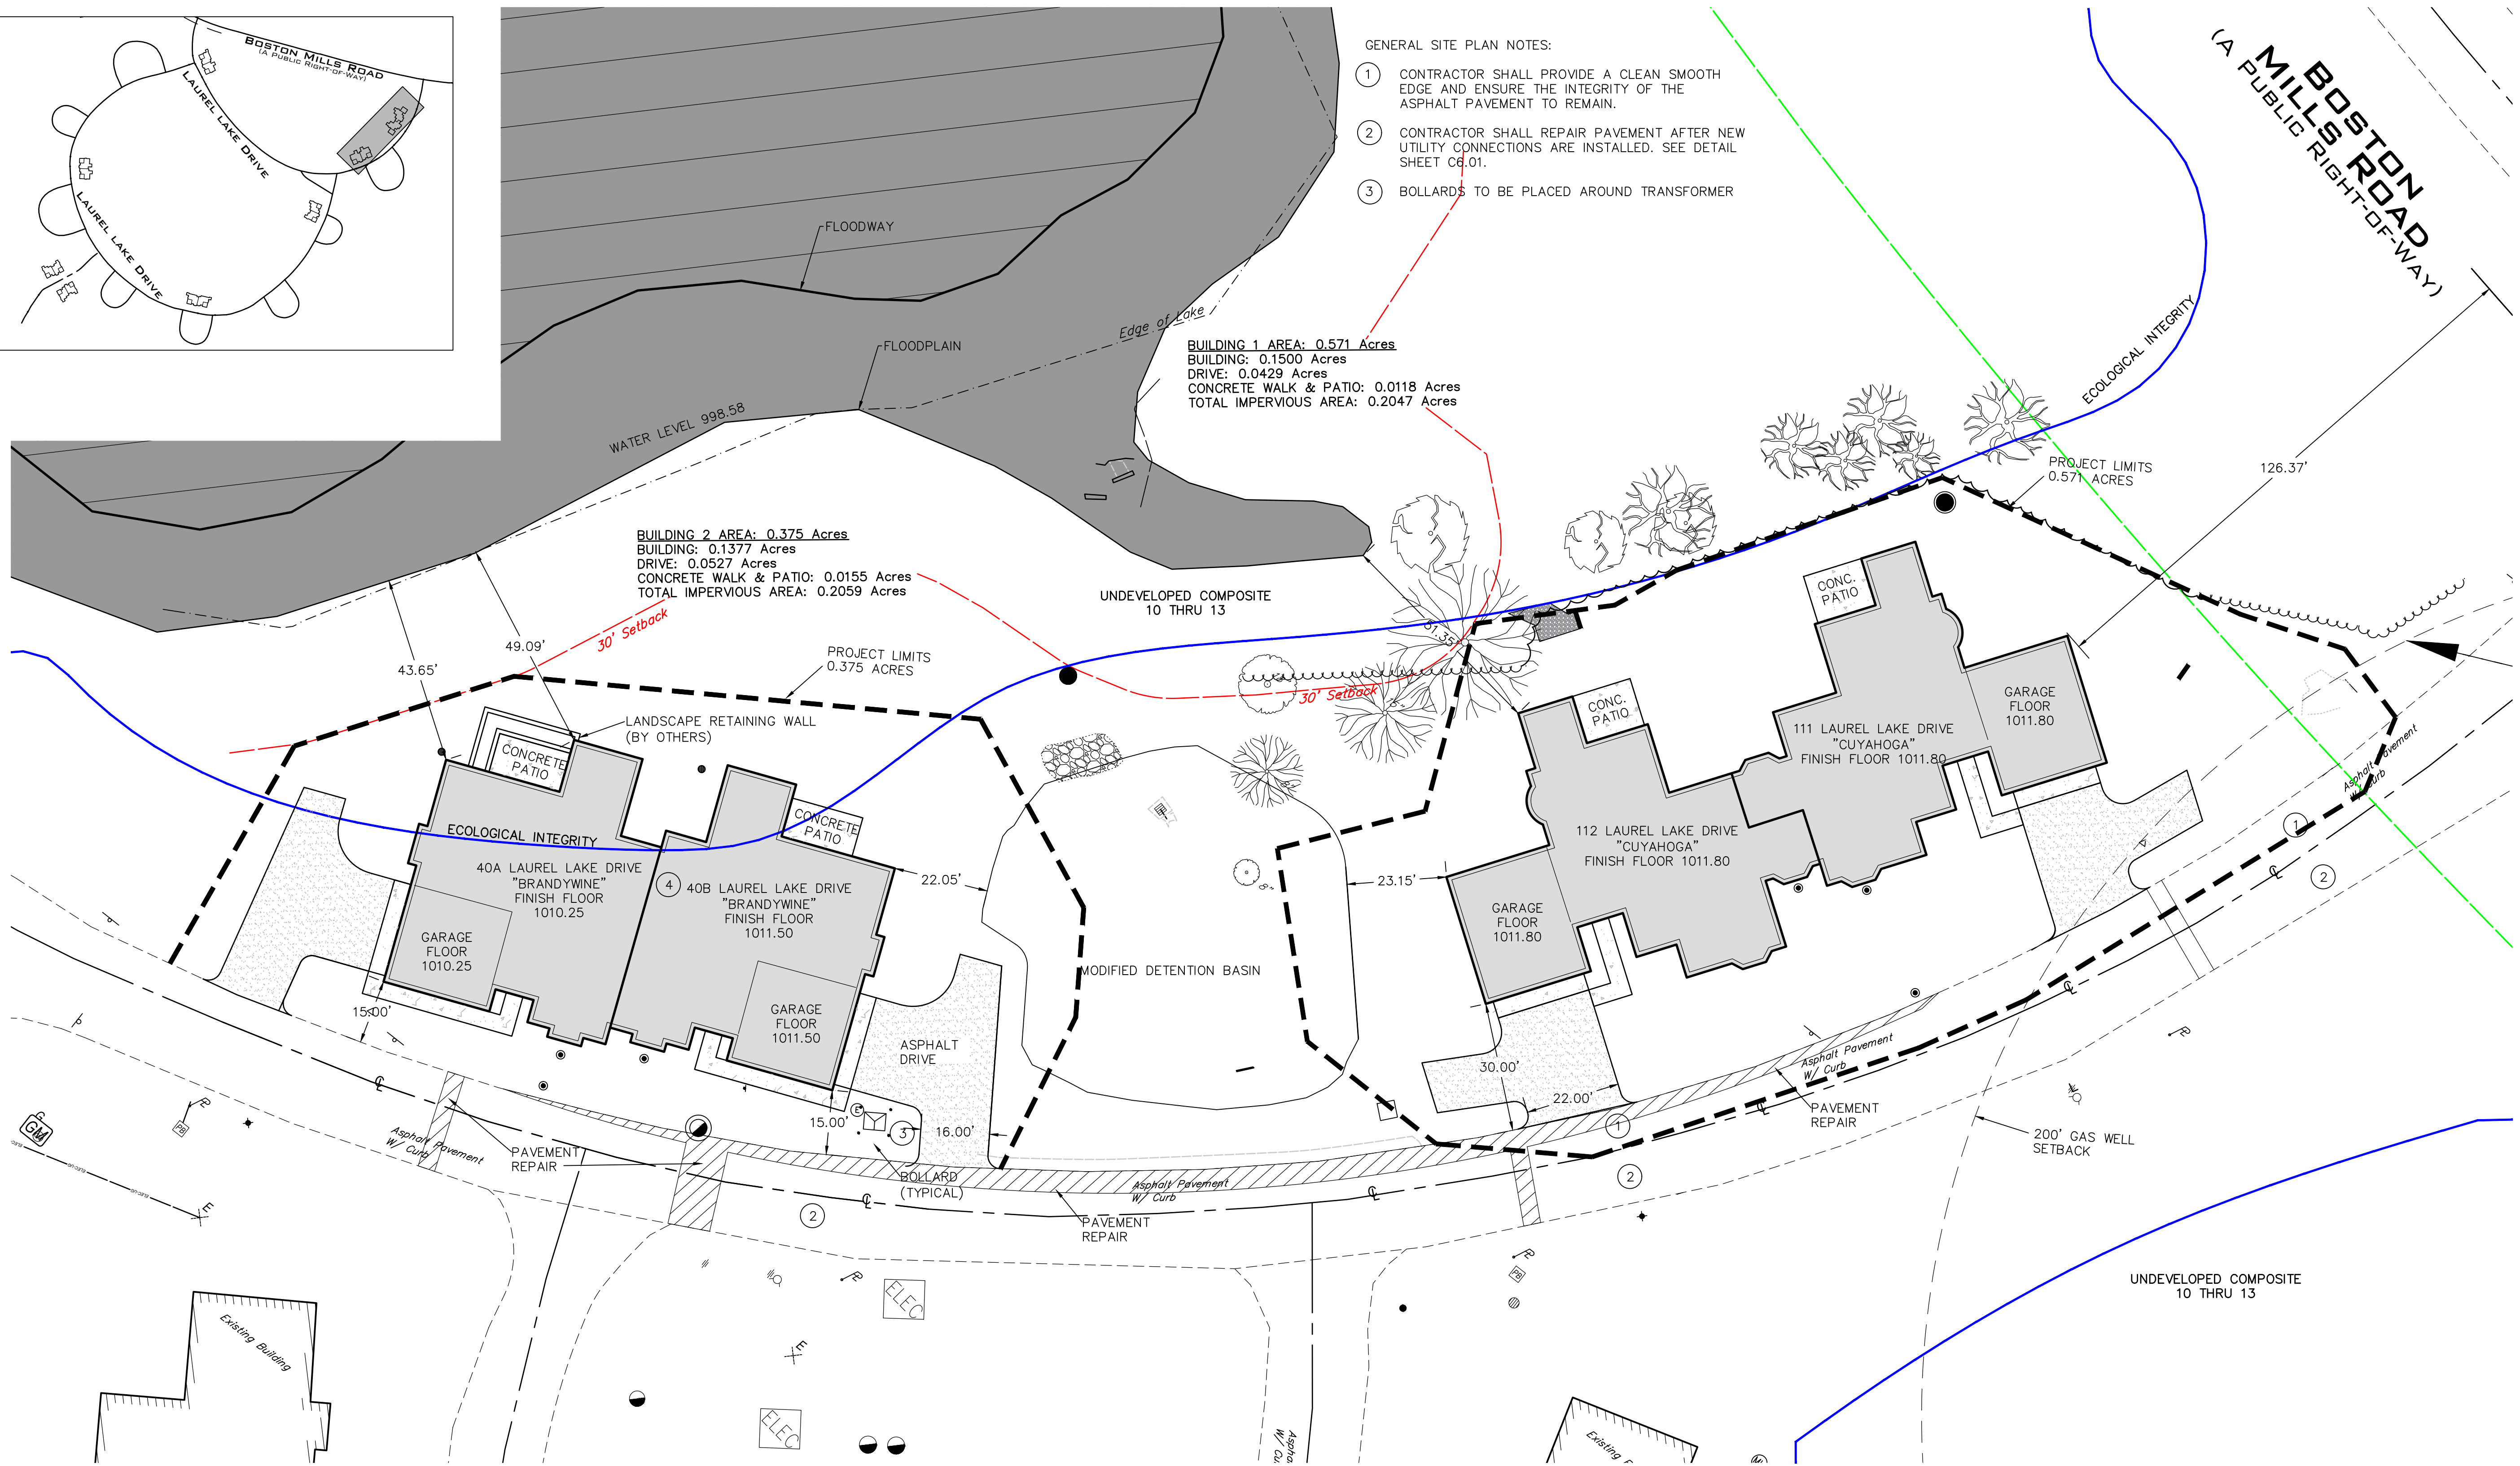 BOSTON MILLS ROAD
(A PUBLIC RIGHT-OF-WAY)
LAUREL LAKE DRIVE
LAUREL LAKE DRIVE
GENERAL SITE PLAN NOTES:
1 CONTRACTOR SHALL PROVIDE A CLEAN SMOOTH
EDGE AND ENSURE THE INTEGRITY OF THE
ASPHALT PAVEMENT TO REMAIN.
2 CONTRACTOR SHALL REPAIR PAVEMENT AFTER NEW
UTILITY CONNECTIONS ARE INSTALLED. SEE DETAIL
SHEET C6.01.
3 BOLLARDS TO BE PLACED AROUND TRANSFORMER
BOSTON
MILLS ROAD
(A PUBLIC RIGHT-OF-WAY)
FLOODWAY
FLOODPLAIN
Edge of Lake
WATER LEVEL 998.58
BUILDING 1 AREA: 0.571 Acres
BUILDING: 0.1500 Acres
DRIVE: 0.0429 Acres
CONCRETE WALK & PATIO: 0.0118 Acres
TOTAL IMPERVIOUS AREA: 0.2047 Acres
ECOLOGICAL INTEGRITY
PROJECT LIMITS
0.571 ACRES
126.37'
BUILDING 2 AREA: 0.375 Acres
BUILDING: 0.1377 Acres
DRIVE: 0.0527 Acres
CONCRETE WALK & PATIO: 0.0155 Acres
TOTAL IMPERVIOUS AREA: 0.2059 Acres
30' Setback
UNDEVELOPED COMPOSITE
10 THRU 13
43.65'
49.09'
PROJECT LIMITS
0.375 ACRES
51.35'
30' Setback
LANDSCAPE RETAINING WALL
(BY OTHERS)
CONCRETE
PATIO
CONCRETE
PATIO
CONC.
PATIO
CONC.
PATIO
ECOLOGICAL INTEGRITY
40A LAUREL LAKE DRIVE
"BRANDYWINE"
FINISH FLOOR
1010.25
4
40B LAUREL LAKE DRIVE
"BRANDYWINE"
FINISH FLOOR
1011.50
GARAGE
FLOOR
1010.25
GARAGE
FLOOR
1011.50
22.05'
23.15'
MODIFIED DETENTION BASIN
111 LAUREL LAKE DRIVE
"CUYAHOGA"
FINISH FLOOR 1011.80
GARAGE
FLOOR
1011.80
112 LAUREL LAKE DRIVE
"CUYAHOGA"
FINISH FLOOR 1011.80
GARAGE
FLOOR
1011.80
Asphalt Pavement
W/ Curb
1
2
15.00'
ASPHALT
DRIVE
15.00'
E
3
16.00'
BOLLARD
(TYPICAL)
30.00'
22.00'
1
2
Asphalt Pavement
W/ Curb
PAVEMENT
REPAIR
200' GAS WELL
SETBACK
GM
PB
E
Asphalt Pavement
W/ Curb
PAVEMENT
REPAIR
2
Asphalt Pavement
W/ Curb
PAVEMENT
REPAIR
PB
ELEC
E
ELEC
Existing Building
UNDEVELOPED COMPOSITE
10 THRU 13
Existing